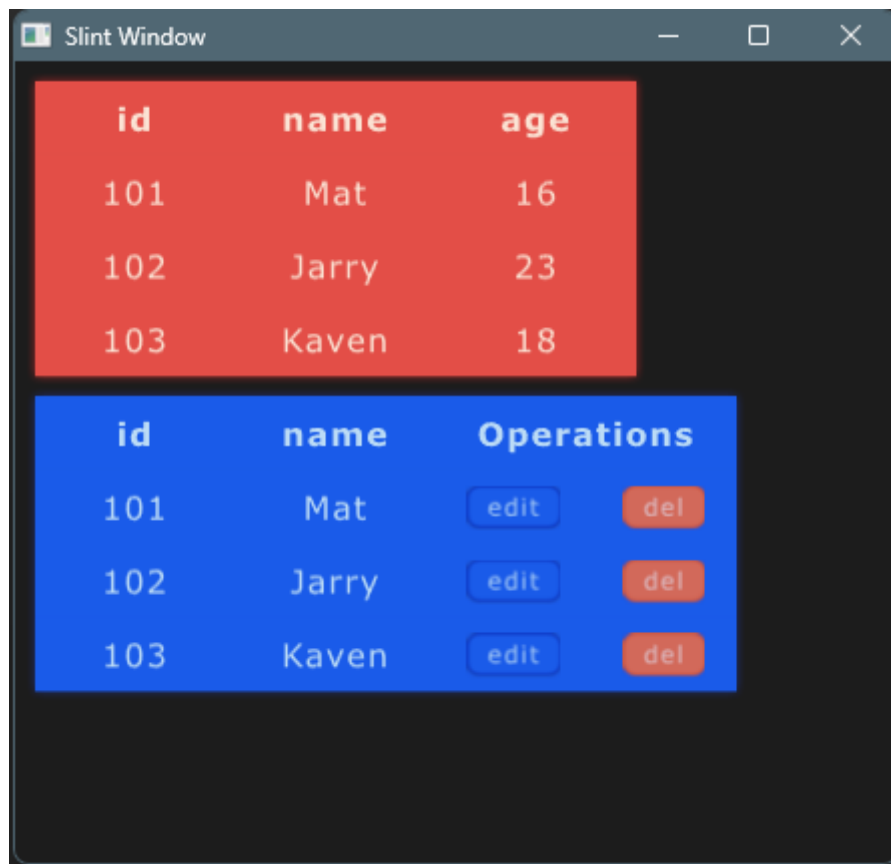 Slint Window
id name age
101 Mat 16
102 Jarry 23
103 Kaven 18
id name Operations
101 Mat edit del
102 Jarry edit del
103 Kaven edit del